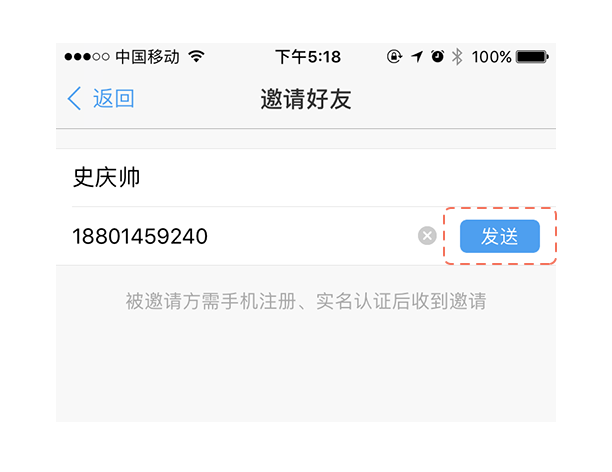 中国移动 下午5:18 100%
返回 邀请好友
史庆帅
18801459240 发送
被邀请方需手机注册、实名认证后收到邀请